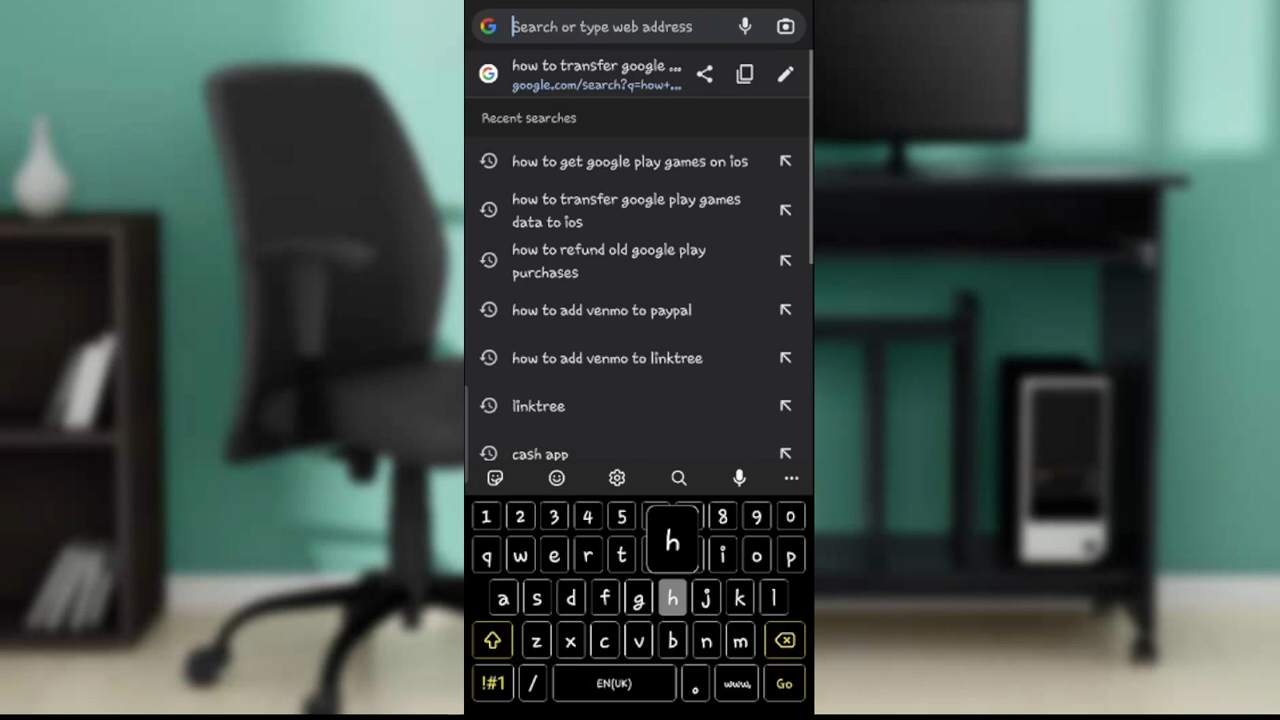 Search or type web address
how to transfer google ...
google.com/search?q=how+...
Recent searches
how to get google play games on ios
how to transfer google play games
data to ios
how to refund old google play
purchases
how to add venmo to paypal
how to add venmo to linktree
linktree
cash app
1 2 3 4 5 8 9 0
h
q w e r t i o p
a s d f g h j k l
z x c v b n m
!#1 / EN(UK) . www. Go